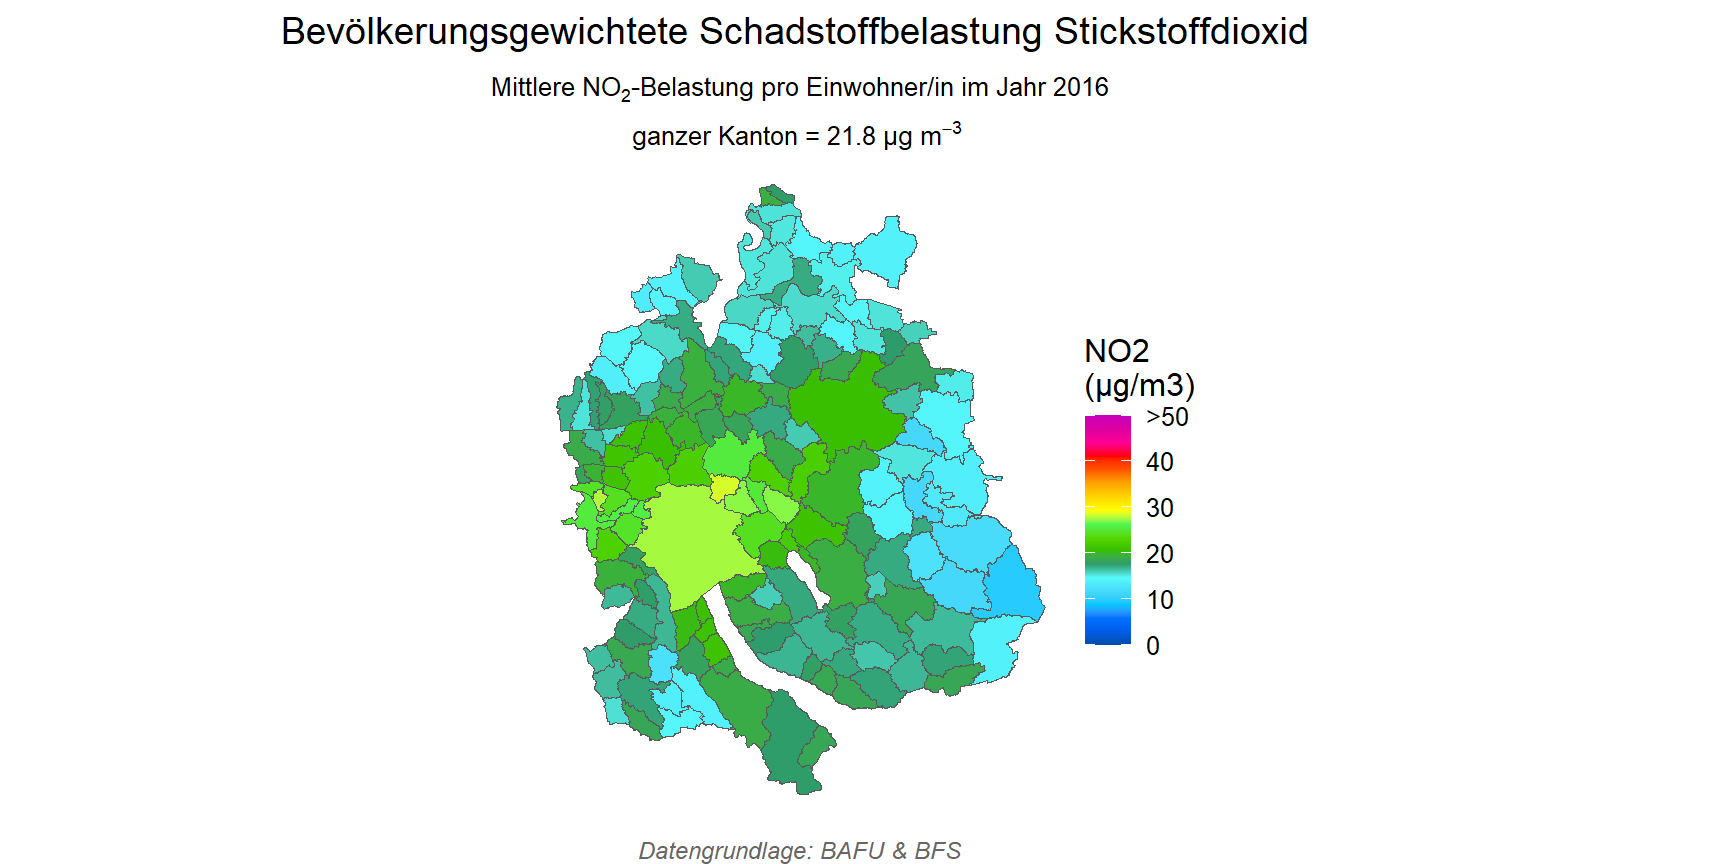 Bevölkerungsgewichtete Schadstoffbelastung Stickstoffdioxid
Mittlere NO₂-Belastung pro Einwohner/in im Jahr 2016
ganzer Kanton = 21.8 µg m⁻³
NO2
(µg/m3)
>50
40
30
20
10
0
Datengrundlage: BAFU & BFS